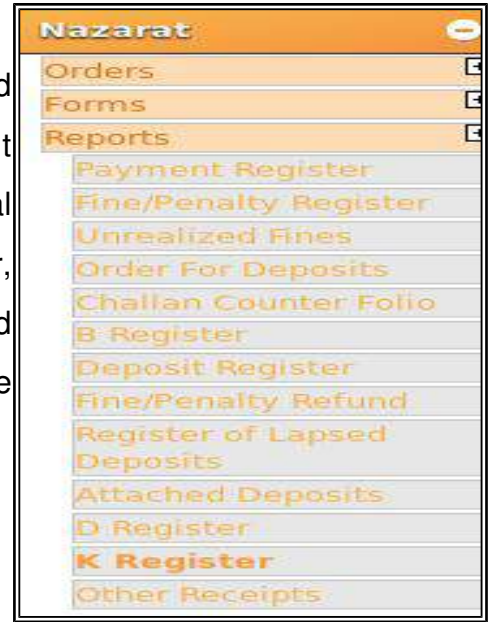 Nazarat
Orders
Forms
Reports
Payment Register
Fine/Penalty Register
Unrealized Fines
Order For Deposits
Challan Counter Folio
B Register
Deposit Register
Fine/Penalty Refund
Register of Lapsed
Deposits
Attached Deposits
D Register
K Register
Other Receipts